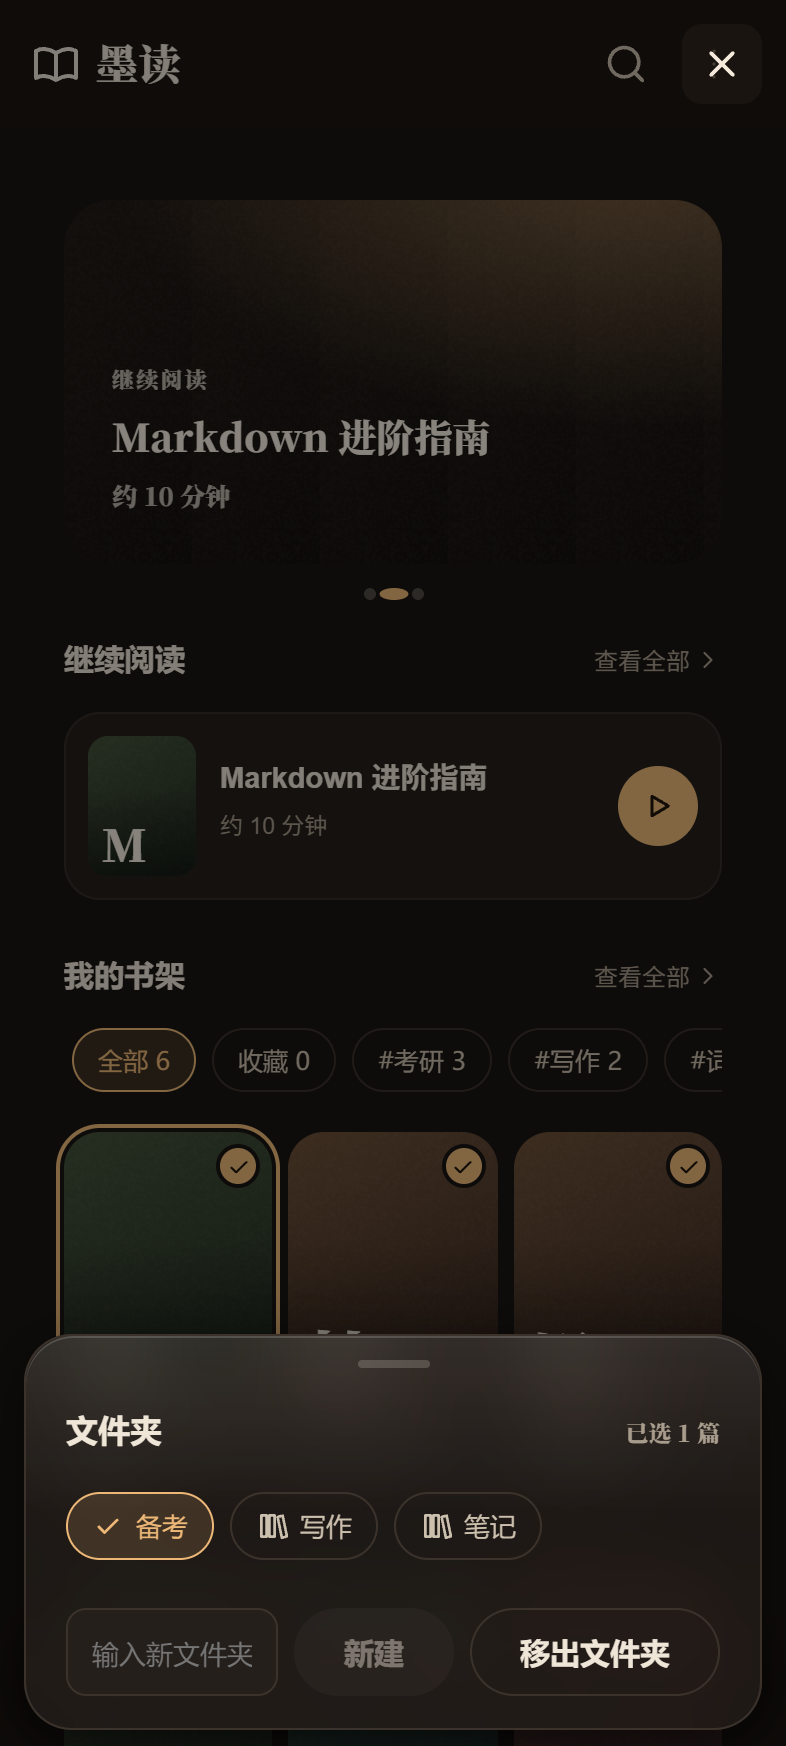 墨读
继续阅读
Markdown 进阶指南
约 10 分钟
继续阅读
查看全部
M
Markdown 进阶指南
约 10 分钟
我的书架
查看全部
全部 6
收藏 0
#考研 3
#写作 2
文件夹
已选 1 篇
备考
写作
笔记
输入新文件夹
新建
移出文件夹